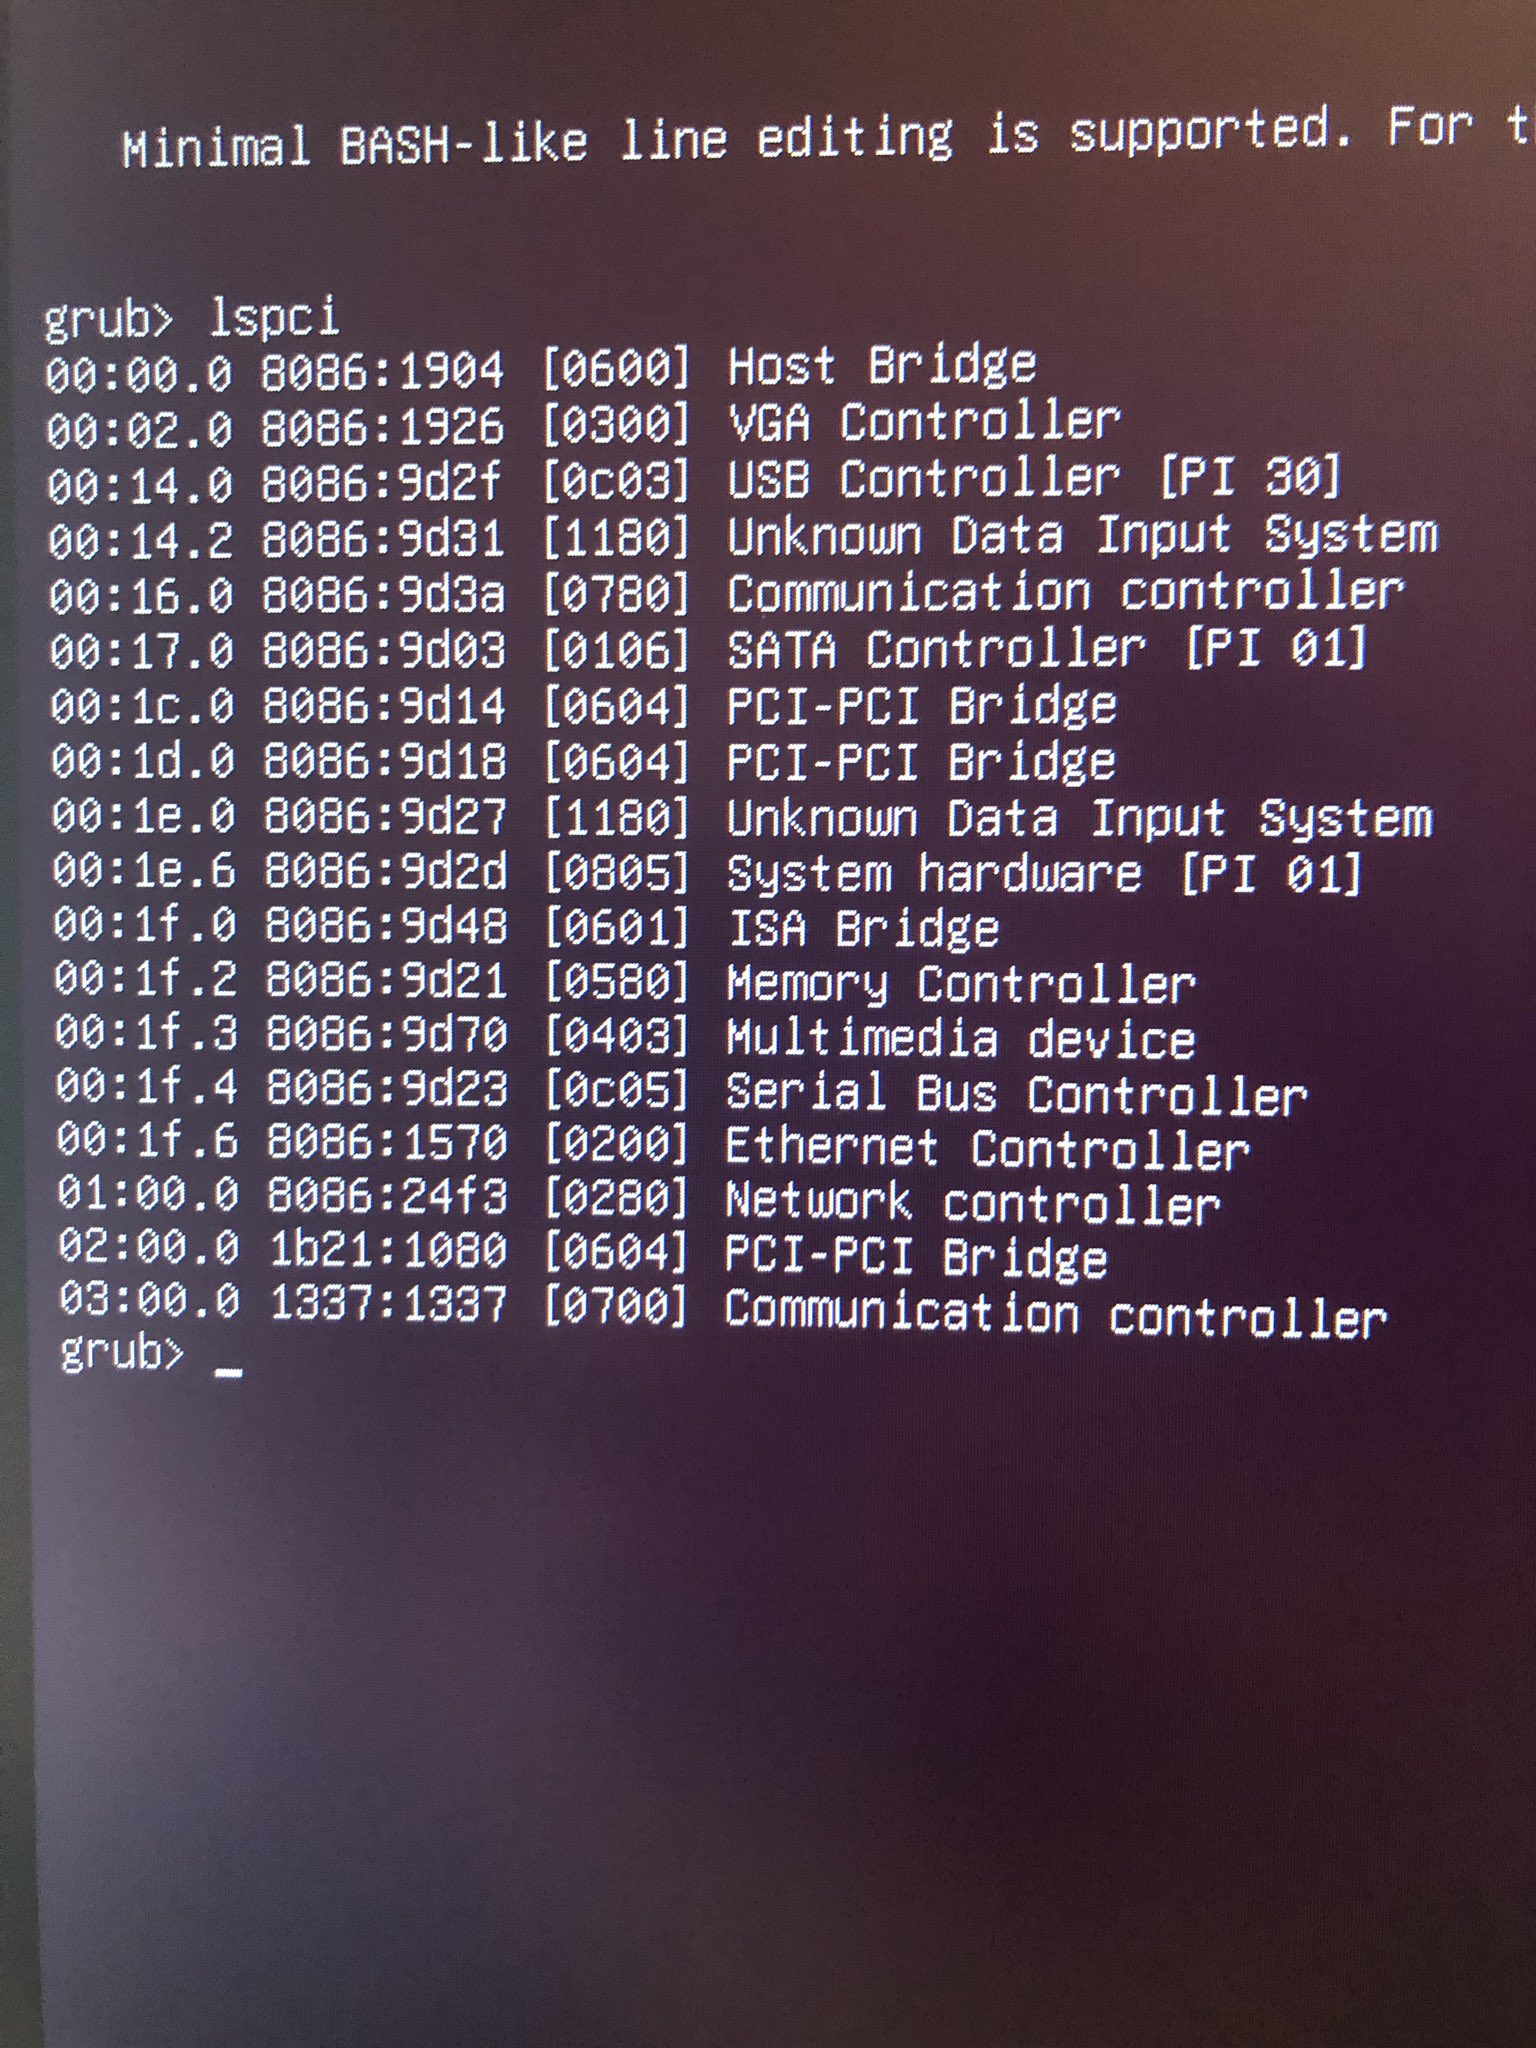 Minimal BASH-like line editing is supported. For
grub> lspci
00:00.0 8086:1904 [0600] Host Bridge
00:02.0 8086:1926 [0300] VGA Controller
00:14.0 8086:9d2f [0c03] USB Controller [PI 30]
00:14.2 8086:9d31 [1180] Unknown Data Input System
00:16.0 8086:9d3a [0780] Communication controller
00:17.0 8086:9d03 [0106] SATA Controller [PI 01]
00:1c.0 8086:9d14 [0604] PCI-PCI Bridge
00:1d.0 8086:9d18 [0604] PCI-PCI Bridge
00:1e.0 8086:9d27 [1180] Unknown Data Input System
00:1e.6 8086:9d2d [0805] System hardware [PI 01]
00:1f.0 8086:9d48 [0601] ISA Bridge
00:1f.2 8086:9d21 [0580] Memory Controller
00:1f.3 8086:9d70 [0403] Multimedia device
00:1f.4 8086:9d23 [0c05] Serial Bus Controller
00:1f.6 8086:1570 [0200] Ethernet Controller
01:00.0 8086:24f3 [0280] Network controller
02:00.0 1b21:1080 [0604] PCI-PCI Bridge
03:00.0 1337:1337 [0700] Communication controller
grub> _